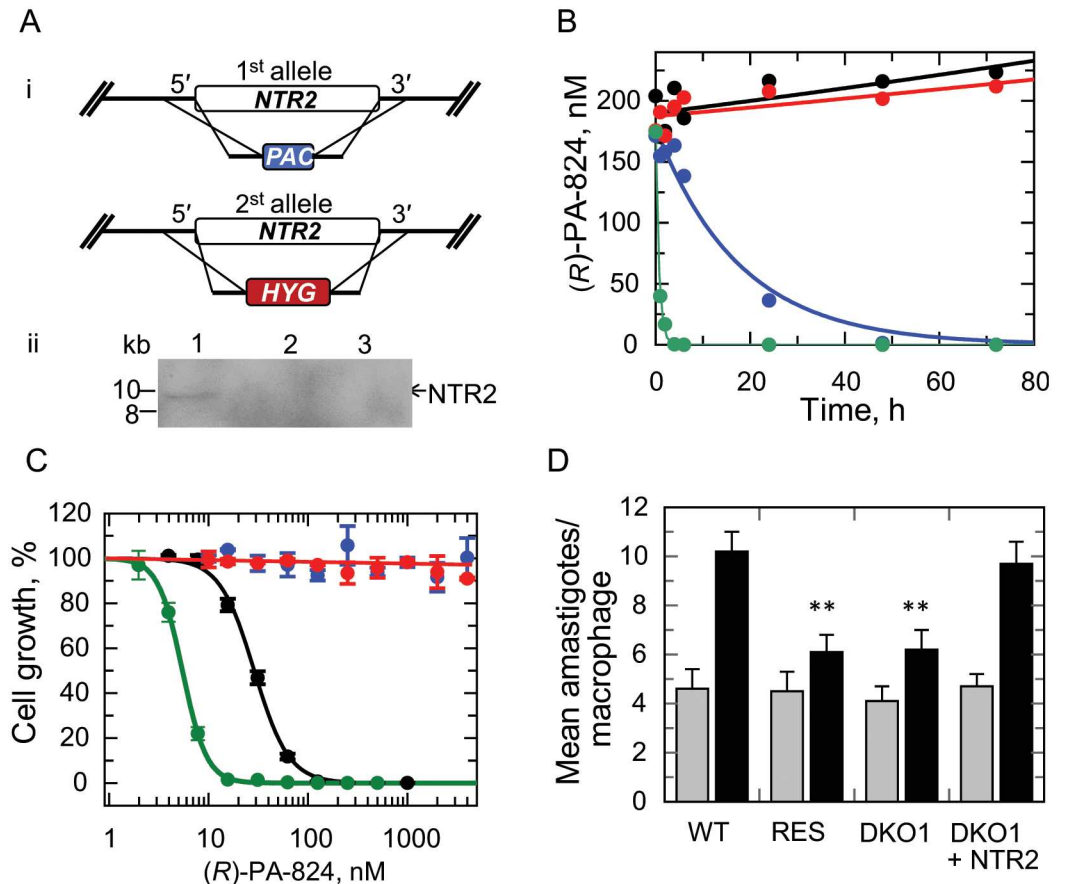 A
i
5′ 1st allele 3′
NTR2
PAC
5′ 2st allele 3′
NTR2
HYG
ii
kb 1 2 3
10
NTR2
8
B
(R)-PA-824, nM
200
150
100
50
0
0 20 40 60 80
Time, h
C
Cell growth, %
120
100
80
60
40
20
0
1 10 100 1000
(R)-PA-824, nM
D
Mean amastigotes/
macrophage
12
10
8
6
4
2
0
** **
WT RES DKO1 DKO1
+ NTR2